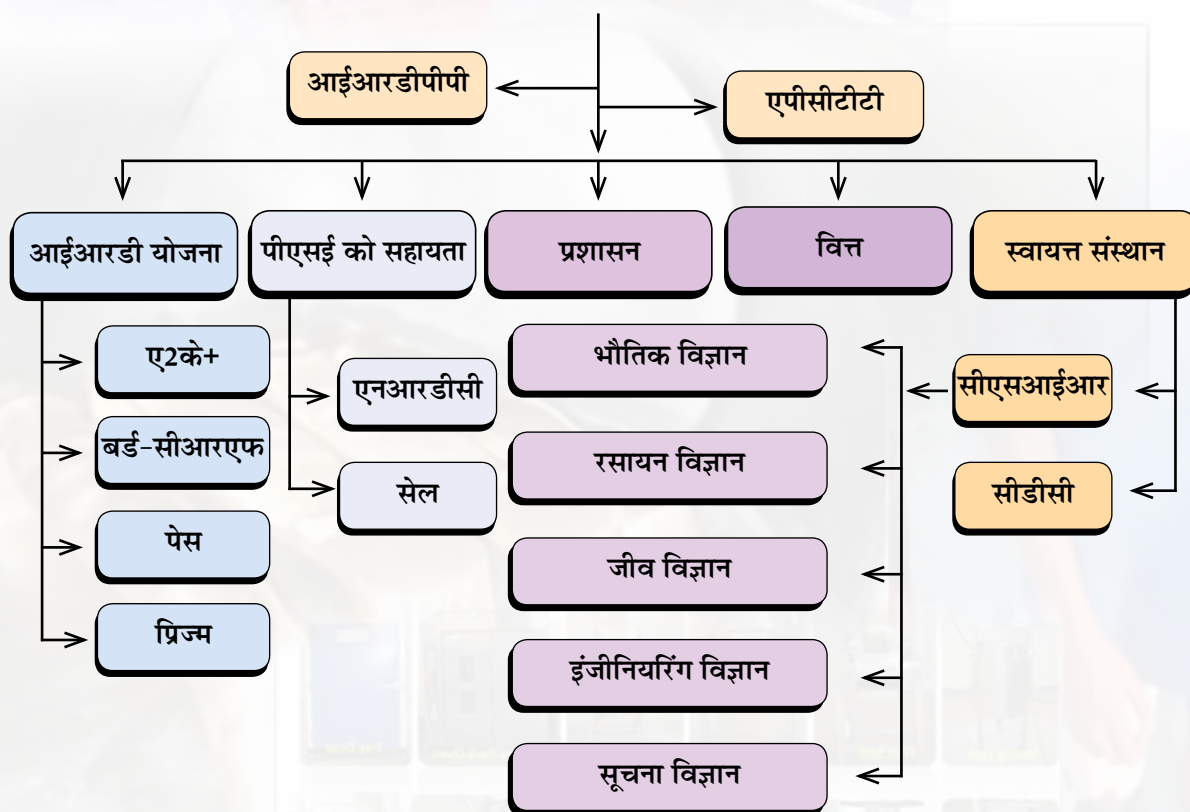 आईआरडीपीपी
एपीसीटीटी
आईआरडी योजना
पीएसई को सहायता
प्रशासन
वित्त
स्वायत्त संस्थान
ए2के+
बर्ड-सीआरएफ
पेस
प्रिज्म
एनआरडीसी
सेल
भौतिक विज्ञान
रसायन विज्ञान
जीव विज्ञान
इंजीनियरिंग विज्ञान
सूचना विज्ञान
सीएसआईआर
सीडीसी